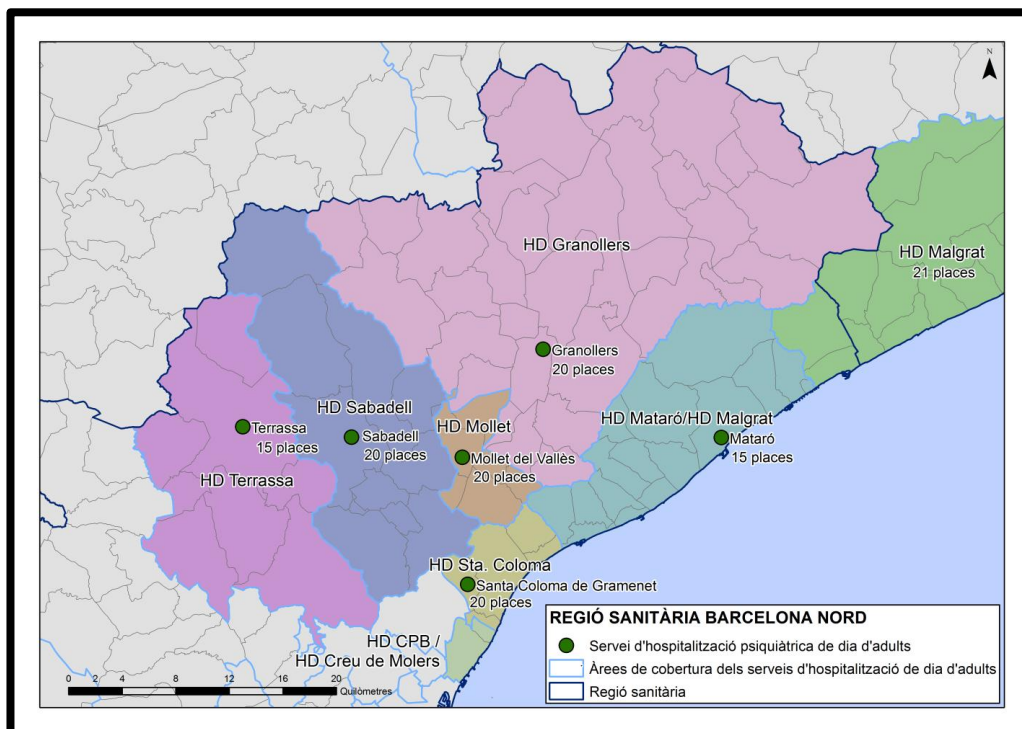 N
HD Granollers
HD Malgrat
21 places
Granollers
20 places
HD Sabadell
HD Mollet
HD Mataró/HD Malgrat
Terrassa
15 places
Sabadell
20 places
Mataró
15 places
Mollet del Vallès
20 places
HD Terrassa
HD Sta. Coloma
Santa Coloma de Gramenet
20 places
HD CPB /
HD Creu de Molers
0 2 4 8 12 16 20
Quilòmetres
REGIÓ SANITÀRIA BARCELONA NORD
Servei d'hospitalització psiquiàtrica de dia d'adults
Àrees de cobertura dels serveis d'hospitalització de dia d'adults
Regió sanitària